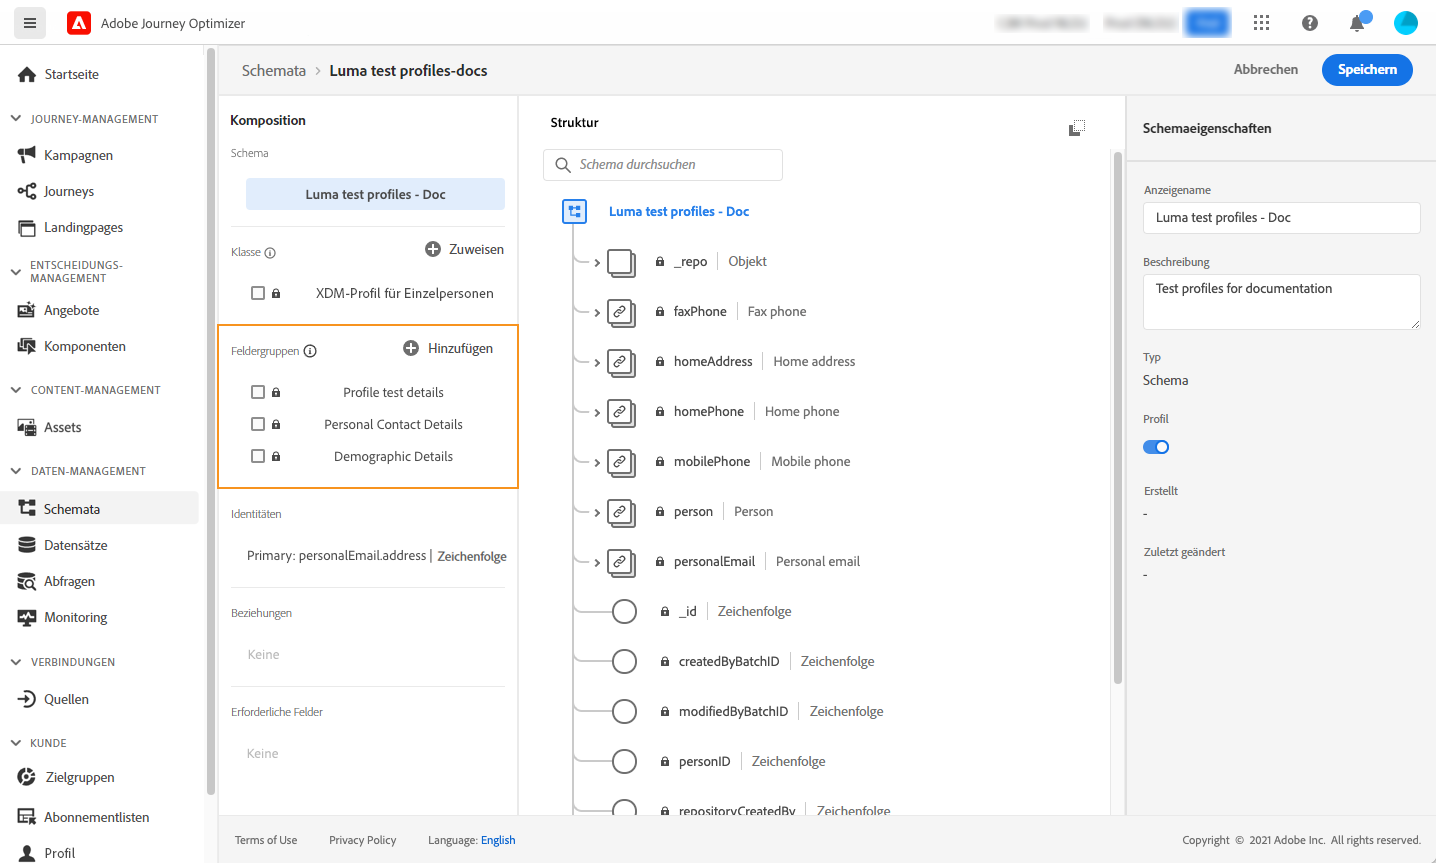 Adobe Journey Optimizer
Startseite
JOURNEY-MANAGEMENT
Kampagnen
Journeys
Landingpages
ENTSCHEIDUNGS-
MANAGEMENT
Angebote
Komponenten
CONTENT-MANAGEMENT
Assets
DATEN-MANAGEMENT
Schemata
Datensätze
Abfragen
Monitoring
VERBINDUNGEN
Quellen
KUNDE
Zielgruppen
Abonnementlisten
Profil
Schemata > Luma test profiles-docs
Abbrechen
Speichern
Komposition
Schema
Luma test profiles - Doc
Klasse
Zuweisen
XDM-Profil für Einzelpersonen
Feldergruppen
Hinzufügen
Profile test details
Personal Contact Details
Demographic Details
Identitäten
Primary: personalEmail.address | Zeichenfolge
Beziehungen
Keine
Erforderliche Felder
Keine
Struktur
Schema durchsuchen
Luma test profiles - Doc
_repo | Objekt
faxPhone | Fax phone
homeAddress | Home address
homePhone | Home phone
mobilePhone | Mobile phone
person | Person
personalEmail | Personal email
_id | Zeichenfolge
createdByBatchID | Zeichenfolge
modifiedByBatchID | Zeichenfolge
personID | Zeichenfolge
repositoryCreatedBy | Zeichenfolge
Schemaeigenschaften
Anzeigename
Luma test profiles - Doc
Beschreibung
Test profiles for documentation
Typ
Schema
Profil
Erstellt
-
Zuletzt geändert
-
Terms of Use
Privacy Policy
Language: English
Copyright © 2021 Adobe Inc. All rights reserved.